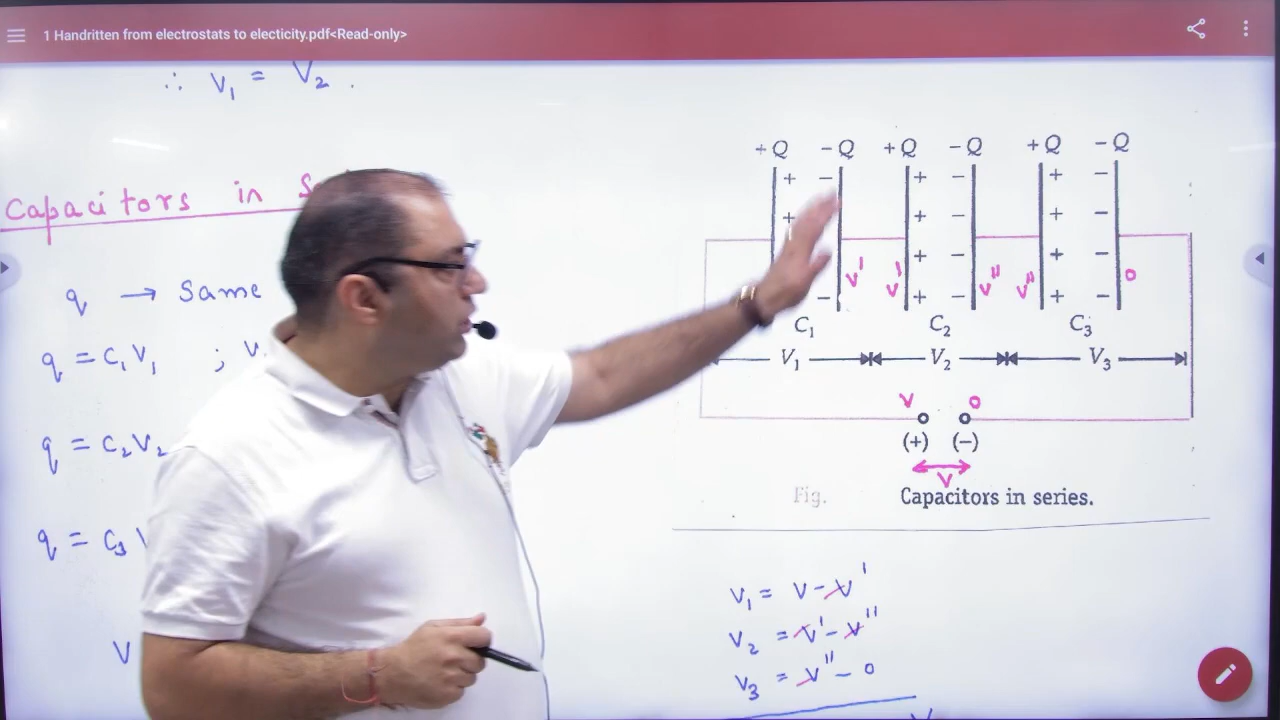 1 Handritten from electrostats to electicity.pdf<Read-only>
∴ V₁ = V₂ .
Capacitors in
q → Same
q = C₁V₁ ;
q = C₂V₂
q = C₃
V
+Q -Q +Q -Q +Q -Q
V' V' V'' V'' 0
C₁ C₂ C₃
V₁ V₂ V₃
V 0
(+) (-)
V
Fig. Capacitors in series.
V₁ = V - V'
V₂ = V' - V''
V₃ = V'' - 0